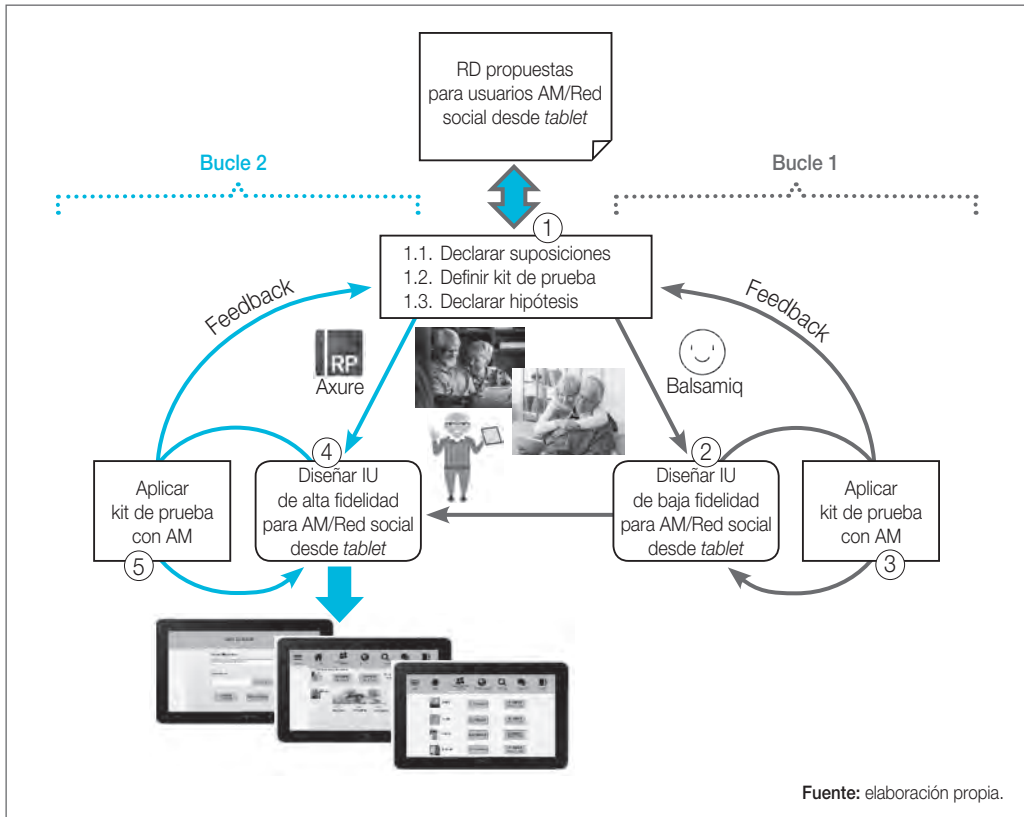 RD propuestas
para usuarios AM/Red
social desde tablet
Bucle 2
Bucle 1
1
1.1. Declarar suposiciones
1.2. Definir kit de prueba
1.3. Declarar hipótesis
Feedback
Feedback
RP
Axure
Balsamiq
4
Diseñar IU
de alta fidelidad
para AM/Red social
desde tablet
2
Diseñar IU
de baja fidelidad
para AM/Red social
desde tablet
Aplicar
kit de prueba
con AM
5
Aplicar
kit de prueba
con AM
3
Fuente: elaboración propia.